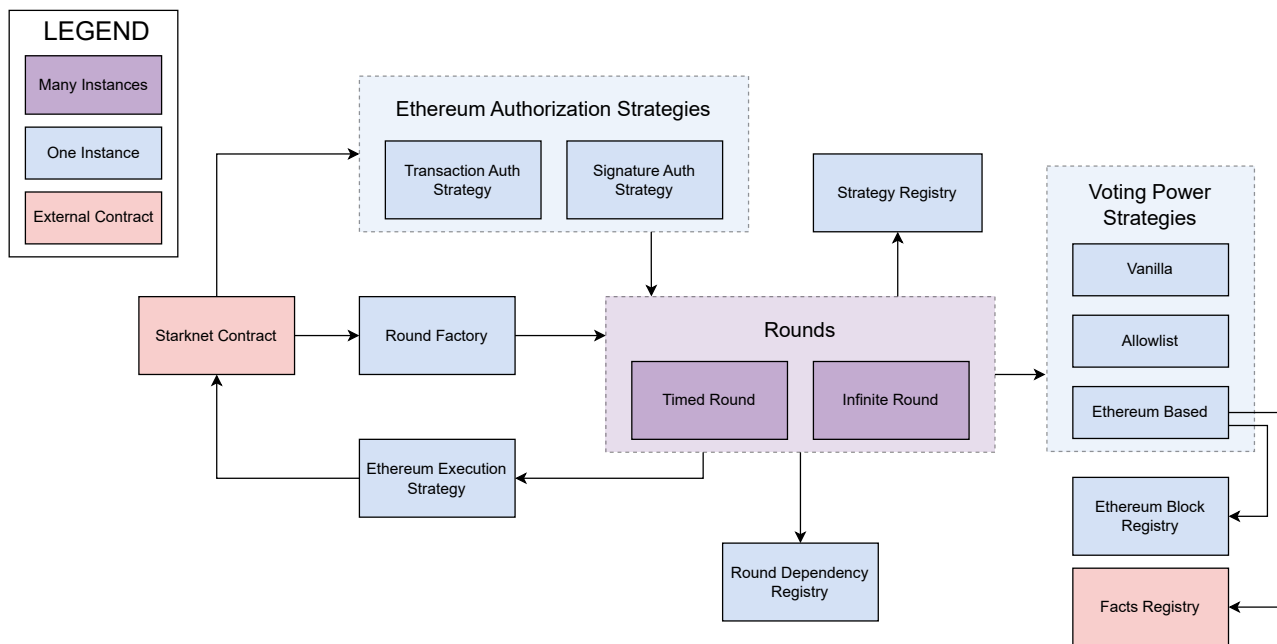 LEGEND
Many Instances
One Instance
External Contract
Ethereum Authorization Strategies
Transaction Auth
Strategy
Signature Auth
Strategy
Strategy Registry
Voting Power
Strategies
Vanilla
Allowlist
Ethereum Based
Starknet Contract
Round Factory
Rounds
Timed Round
Infinite Round
Ethereum Execution
Strategy
Round Dependency
Registry
Ethereum Block
Registry
Facts Registry